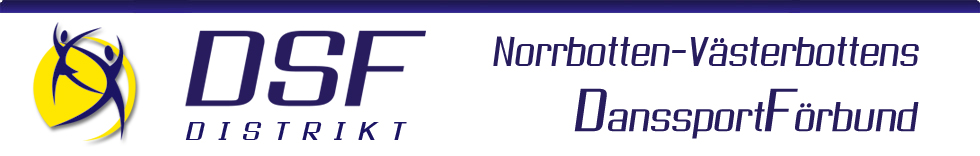 DSF
DISTRIKT
Norrbotten-Västerbottens
DanssportFörbund